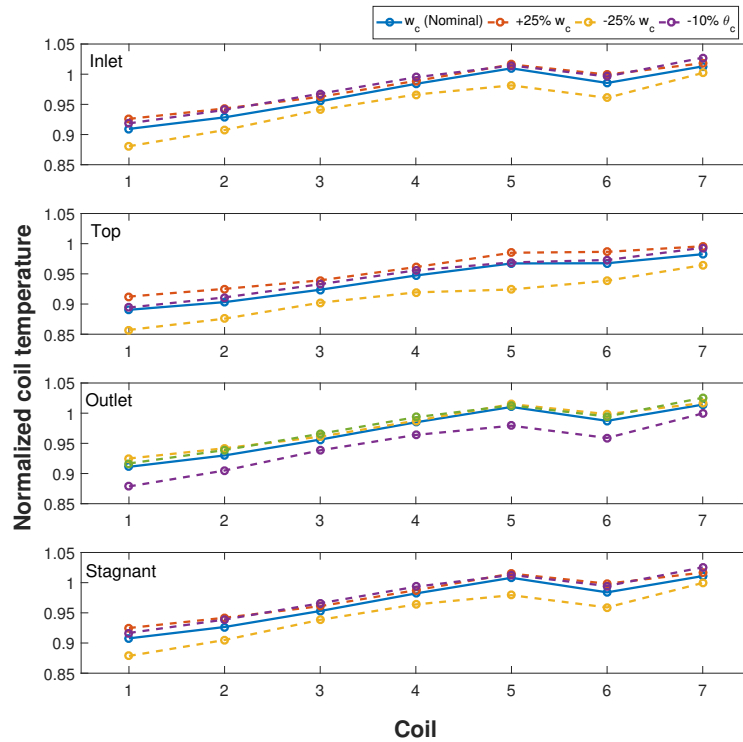 w_c (Nominal) +25% w_c -25% w_c -10% θ_c
Inlet
1.05
1
0.95
0.9
0.85
1 2 3 4 5 6 7
Top
1.05
1
0.95
0.9
0.85
1 2 3 4 5 6 7
Outlet
1.05
1
0.95
0.9
0.85
1 2 3 4 5 6 7
Stagnant
1.05
1
0.95
0.9
0.85
1 2 3 4 5 6 7
Normalized coil temperature
Coil